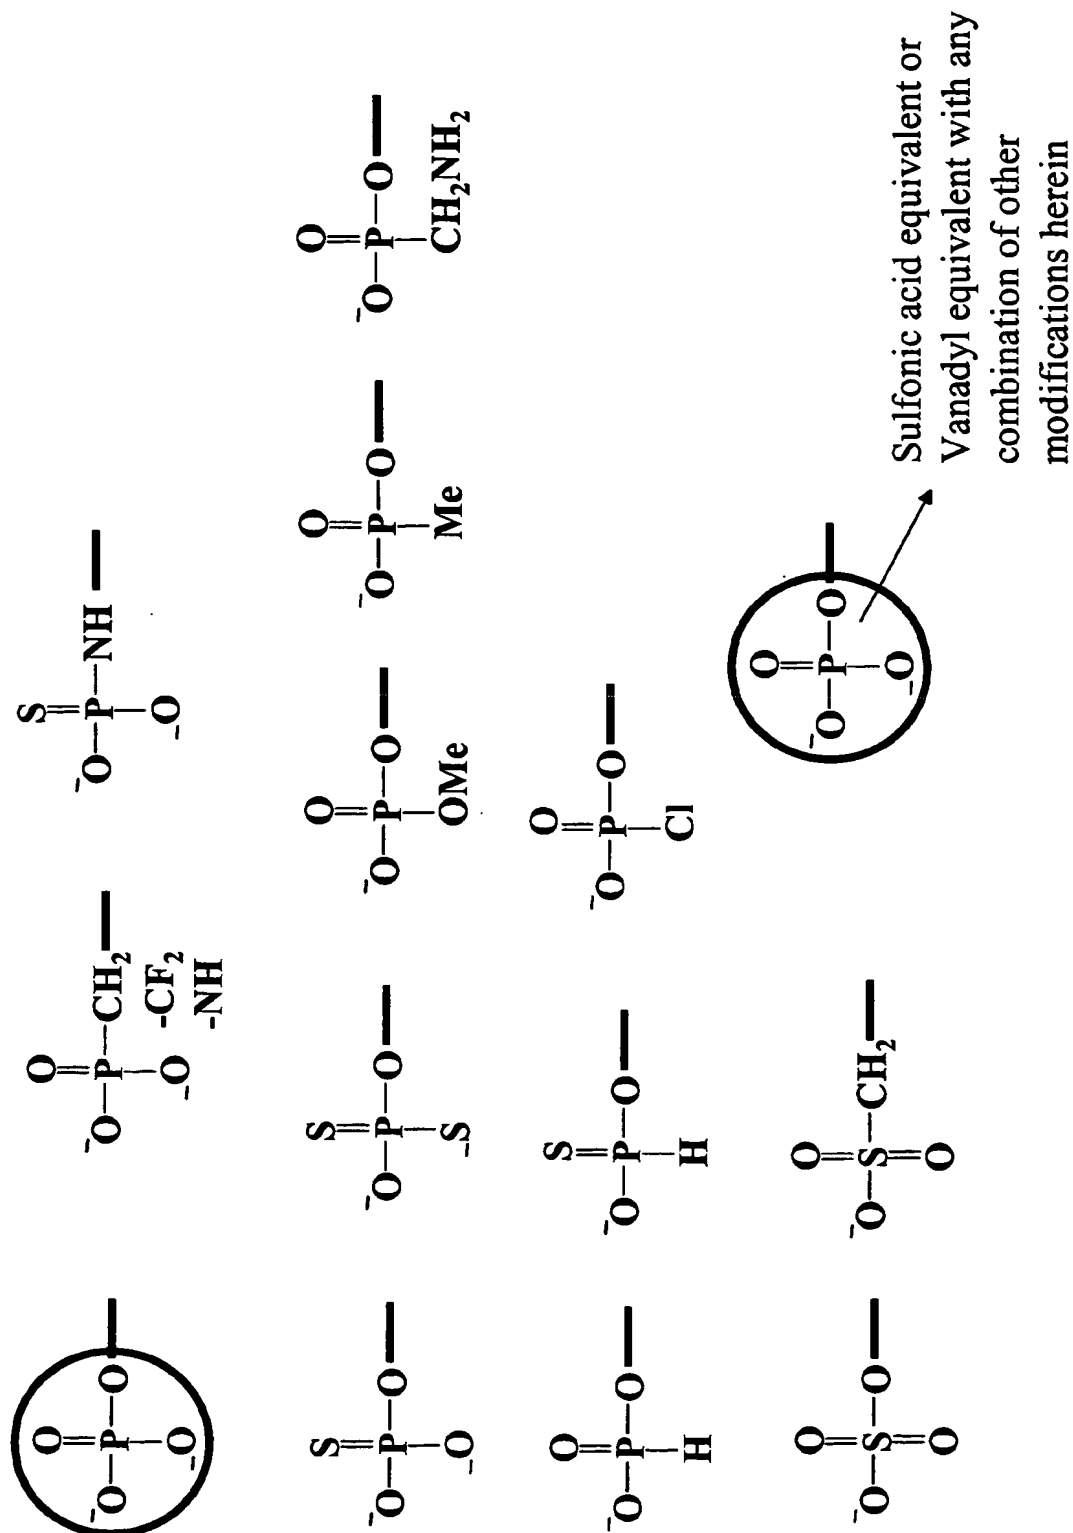 O O S
⁻O–P–O ⁻O–P–CH₂ ⁻O–P–NH
⁻O ⁻O -CF₂ ⁻O
-NH
S S O O O
⁻O–P–O ⁻O–P–O ⁻O–P–O ⁻O–P–O ⁻O–P–O
⁻O ⁻S OMe Me CH₂NH₂
O S O
⁻O–P–O ⁻O–P–O ⁻O–P–O
H H Cl
O O O
⁻O–S–O ⁻O–S–CH₂ ⁻O–P–O
O O ⁻O
Sulfonic acid equivalent or
Vanadyl equivalent with any
combination of other
modifications herein